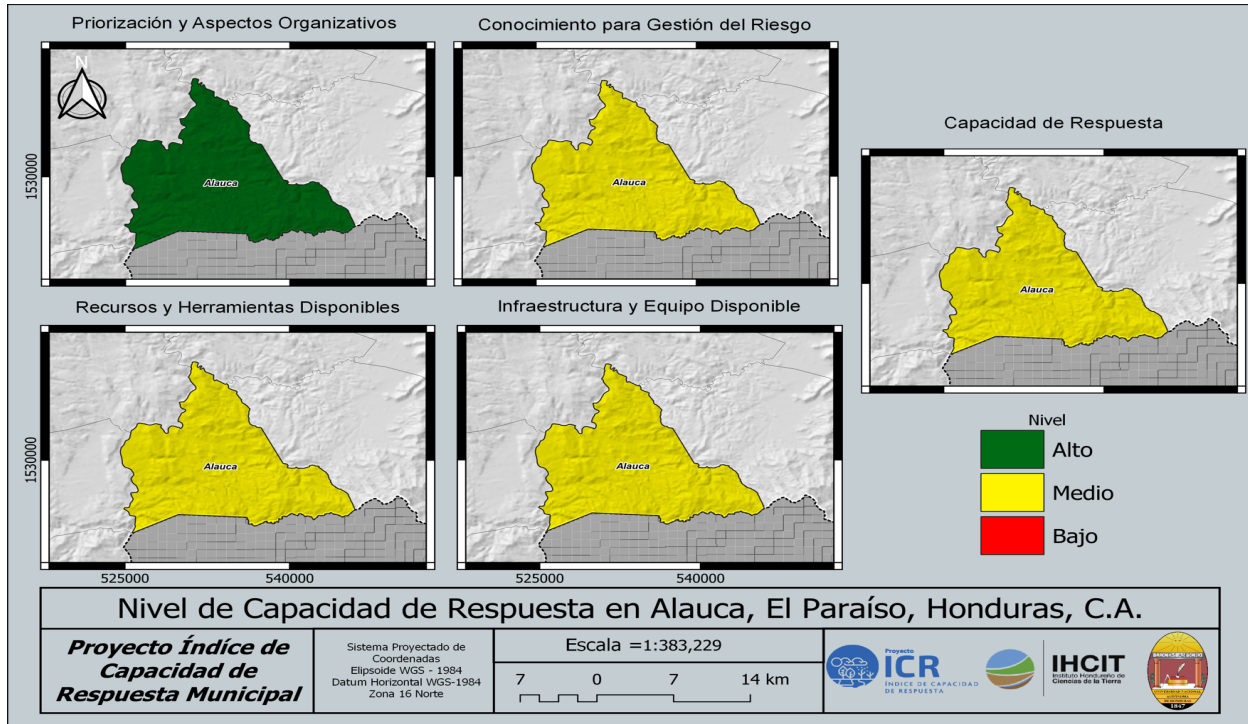 Priorización y Aspectos Organizativos
Conocimiento para Gestión del Riesgo
N
1530000
Alauca
Alauca
Capacidad de Respuesta
Alauca
Recursos y Herramientas Disponibles
Infraestructura y Equipo Disponible
1530000
Alauca
Alauca
525000
540000
525000
540000
Nivel
Alto
Medio
Bajo
Nivel de Capacidad de Respuesta en Alauca, El Paraíso, Honduras, C.A.
Proyecto Índíce de
Capacidad de
Respuesta Municipal
Sistema Proyectado de
Coordenadas
Elipsoide WGS - 1984
Datum Horizontal WGS-1984
Zona 16 Norte
Escala =1:383,229
7 0 7 14 km
Proyecto
ICR
ÍNDICE DE CAPACIDAD
DE RESPUESTA
IHCIT
Instituto Hondureño de
Ciencias de la Tierra
1847